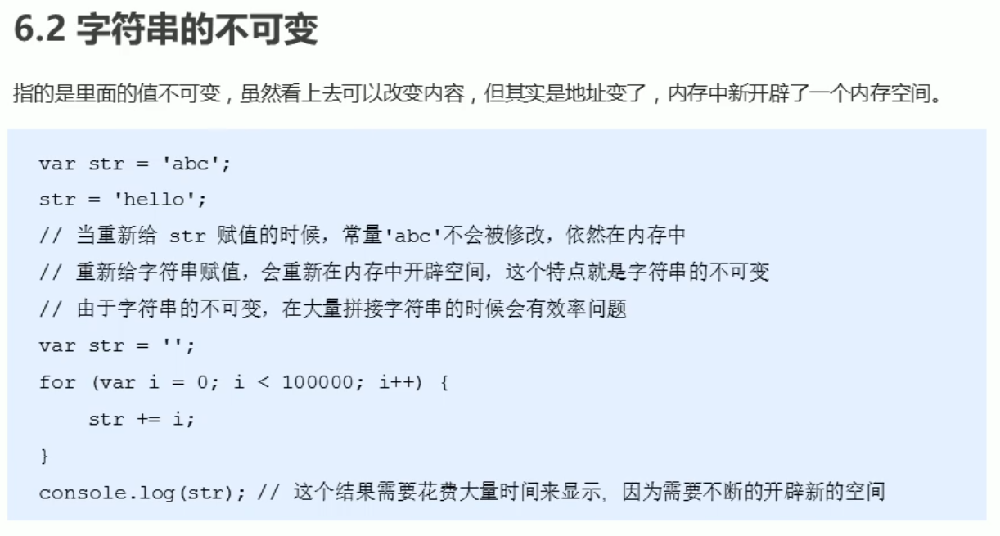 6.2 字符串的不可变
指的是里面的值不可变，虽然看上去可以改变内容，但其实是地址变了，内存中新开辟了一个内存空间。
var str = 'abc';
str = 'hello';
// 当重新给 str 赋值的时候，常量'abc'不会被修改，依然在内存中
// 重新给字符串赋值，会重新在内存中开辟空间，这个特点就是字符串的不可变
// 由于字符串的不可变，在大量拼接字符串的时候会有效率问题
var str = '';
for (var i = 0; i < 100000; i++) {
    str += i;
}
console.log(str); // 这个结果需要花费大量时间来显示，因为需要不断的开辟新的空间